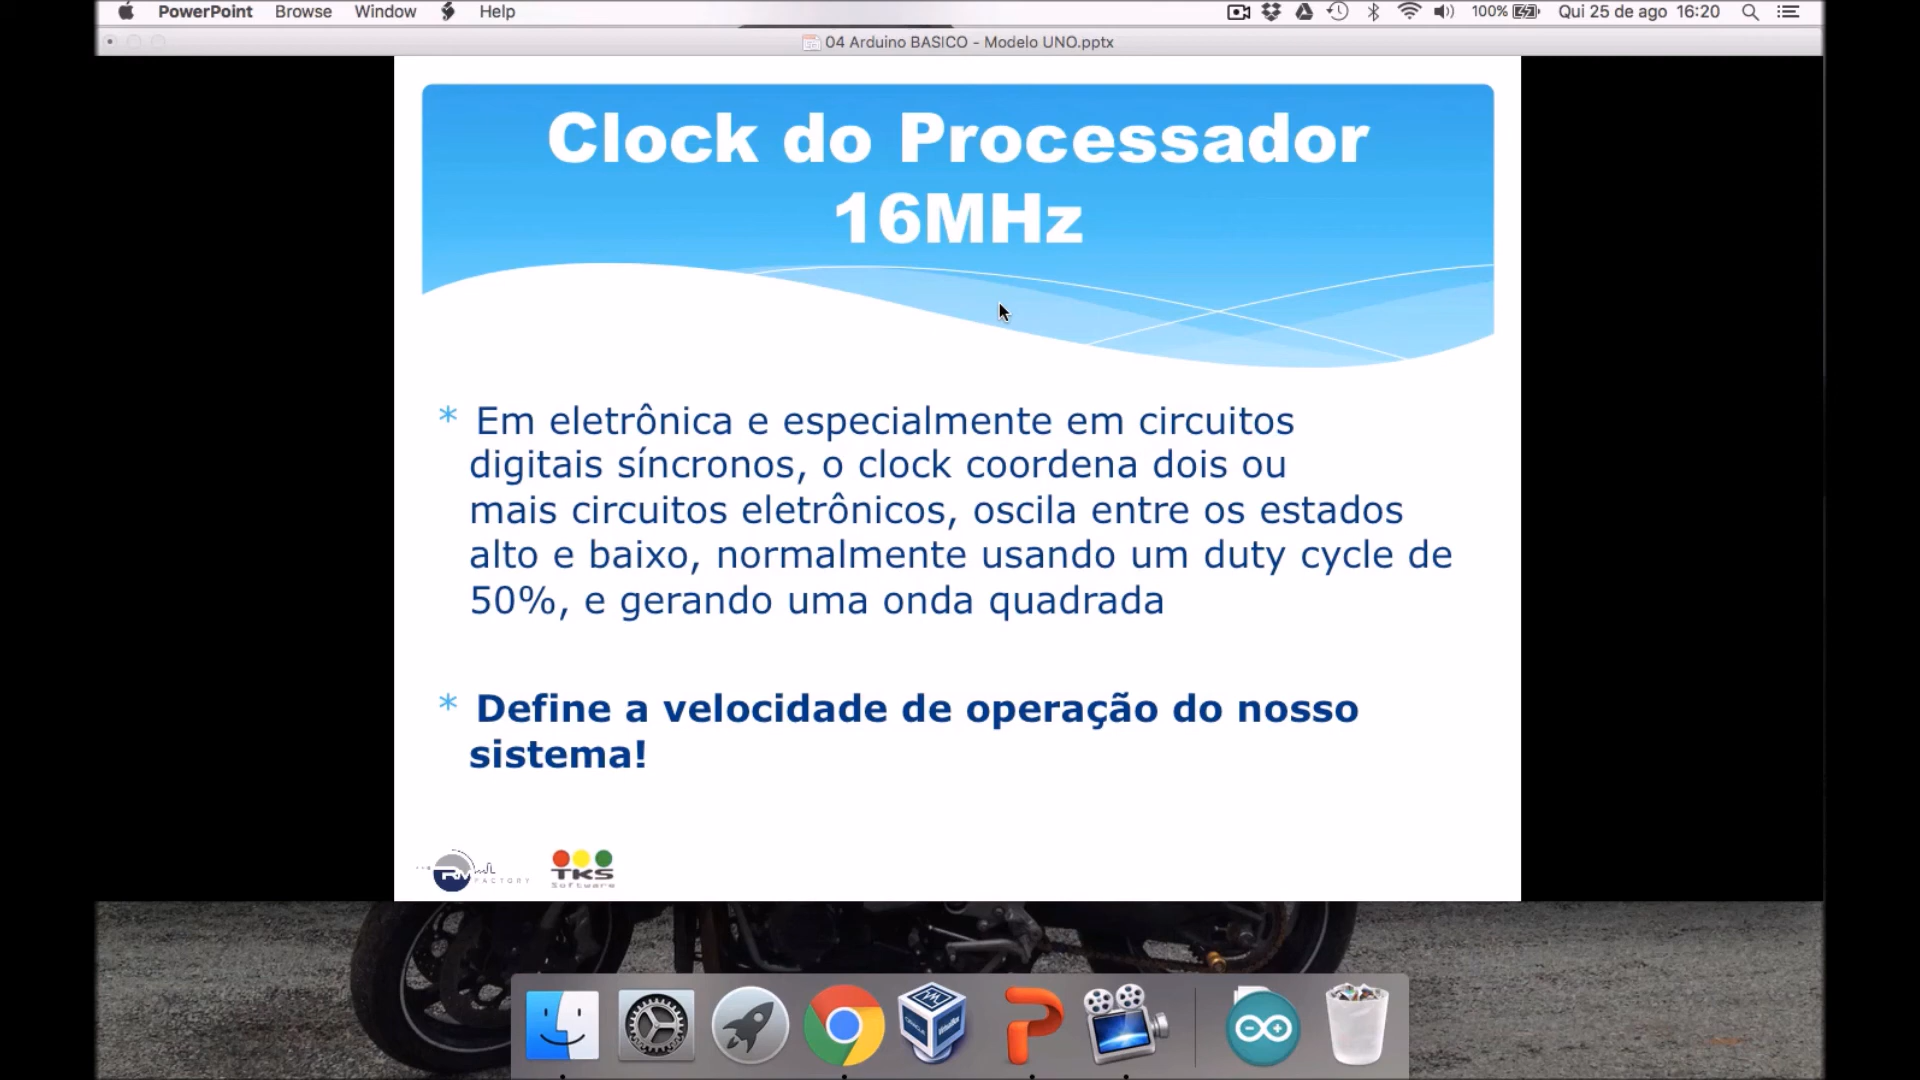 PowerPoint Browse Window Help 100% Qui 25 de ago 16:20
04 Arduino BASICO - Modelo UNO.pptx
Clock do Processador
16MHz
* Em eletrônica e especialmente em circuitos
digitais síncronos, o clock coordena dois ou
mais circuitos eletrônicos, oscila entre os estados
alto e baixo, normalmente usando um duty cycle de
50%, e gerando uma onda quadrada
* Define a velocidade de operação do nosso
sistema!
RM FACTORY
TKS
Software
VirtualBox